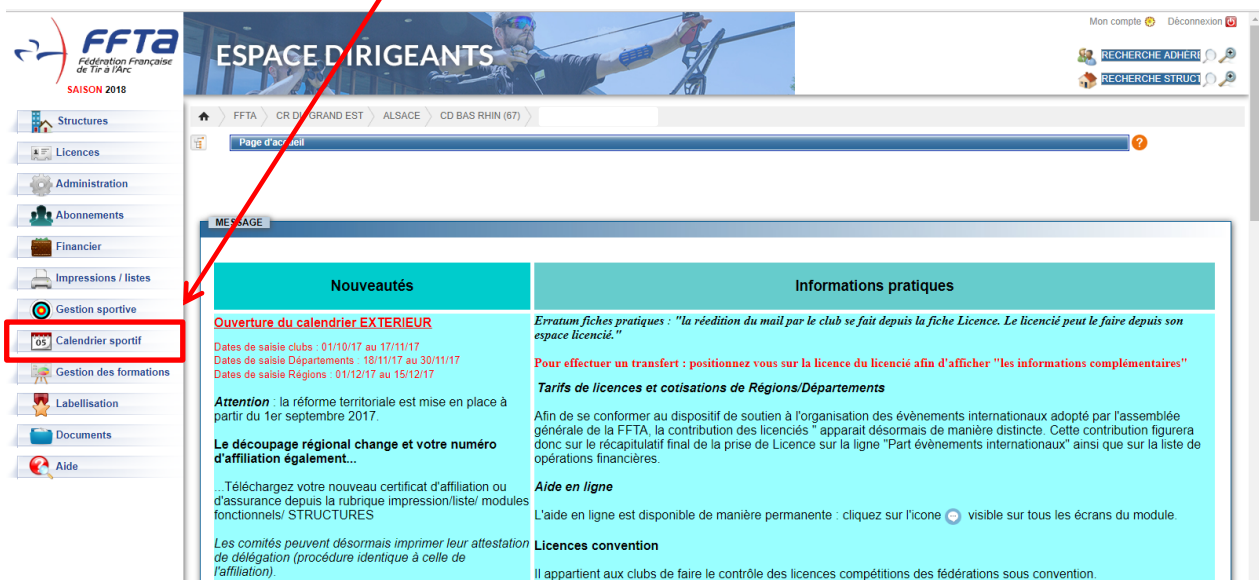 Mon compte Déconnexion
FFTa
Fédération Française
de Tir à l'Arc
SAISON 2018
ESPACE DIRIGEANTS
RECHERCHE ADHÉRE
RECHERCHE STRUCT
Structures
Licences
Administration
Abonnements
Financier
Impressions / listes
Gestion sportive
05 Calendrier sportif
Gestion des formations
Labellisation
Documents
Aide
FFTA CR DU GRAND EST ALSACE CD BAS RHIN (67)
Page d'accueil
MESSAGE
Nouveautés
Ouverture du calendrier EXTERIEUR
Dates de saisie clubs : 01/10/17 au 17/11/17
Dates de saisie Départements : 18/11/17 au 30/11/17
Dates de saisie Régions : 01/12/17 au 15/12/17
Attention : la réforme territoriale est mise en place à
partir du 1er septembre 2017.
Le découpage régional change et votre numéro
d'affiliation également...
...Téléchargez votre nouveau certificat d'affiliation ou
d'assurance depuis la rubrique impression/liste/ modules
fonctionnels/ STRUCTURES
Les comités peuvent désormais imprimer leur attestation
de délégation (procédure identique à celle de
l'affiliation).
Informations pratiques
Erratum fiches pratiques : "la réedition du mail par le club se fait depuis la fiche Licence. Le licencié peut le faire depuis son
espace licencié."
Pour effectuer un transfert : positionnez vous sur la licence du licencié afin d'afficher "les informations complémentaires"
Tarifs de licences et cotisations de Régions/Départements
Afin de se conformer au dispositif de soutien à l'organisation des évènements internationaux adopté par l'assemblée
générale de la FFTA, la contribution des licenciés " apparait désormais de manière distincte. Cette contribution figurera
donc sur le récapitulatif final de la prise de Licence sur la ligne "Part évènements internationaux" ainsi que sur la liste de
opérations financières.
Aide en ligne
L'aide en ligne est disponible de manière permanente : cliquez sur l'icone visible sur tous les écrans du module.
Licences convention
Il appartient aux clubs de faire le contrôle des licences compétitions des fédérations sous convention.